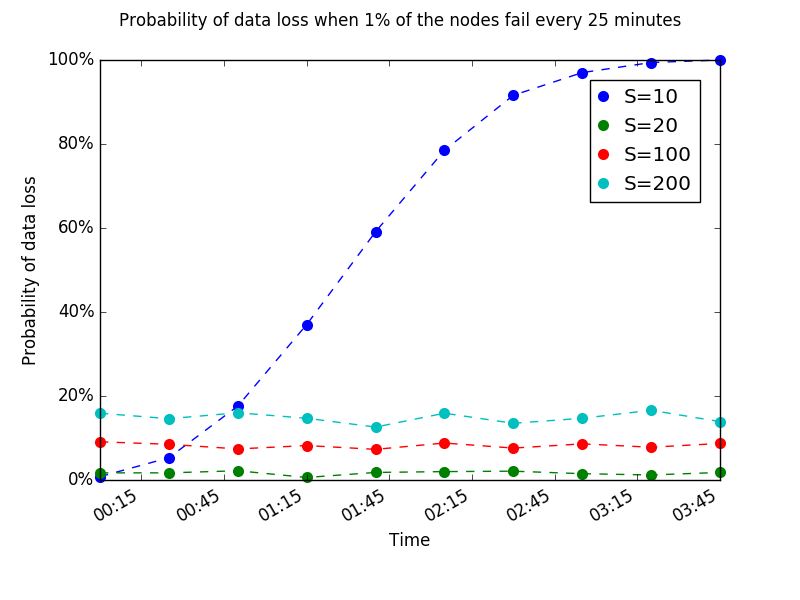 Probability of data loss when 1% of the nodes fail every 25 minutes
100%
80%
60%
40%
20%
0%
Probability of data loss
S=10
S=20
S=100
S=200
00:15
00:45
01:15
01:45
02:15
02:45
03:15
03:45
Time